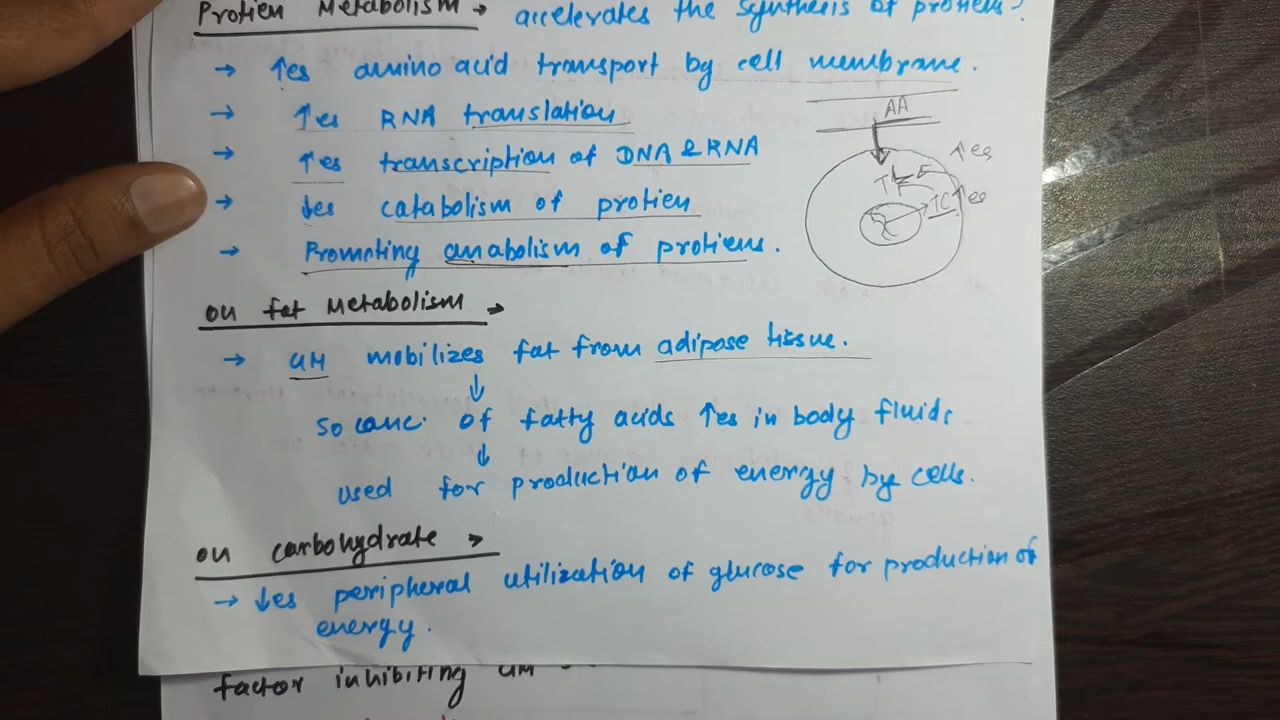 Protien Metabolism → accelerates the synthesis of protiens.
→ ↑es amino acid transport by cell membrane.
→ ↑es RNA translation
→ ↑es transcription of DNA & RNA
→ ↓es catabolism of protien
→ Promoting anabolism of protiens.
AA
↑es
TL
TC ↑es
on fat Metabolism →
→ GH mobilizes fat from adipose tissue.
↓
so conc. of fatty acids ↑es in body fluids
↓
used for production of energy by cells.
on carbohydrate →
→ ↓es peripheral utilization of glucose for production of
energy.
factor inhibiting GH